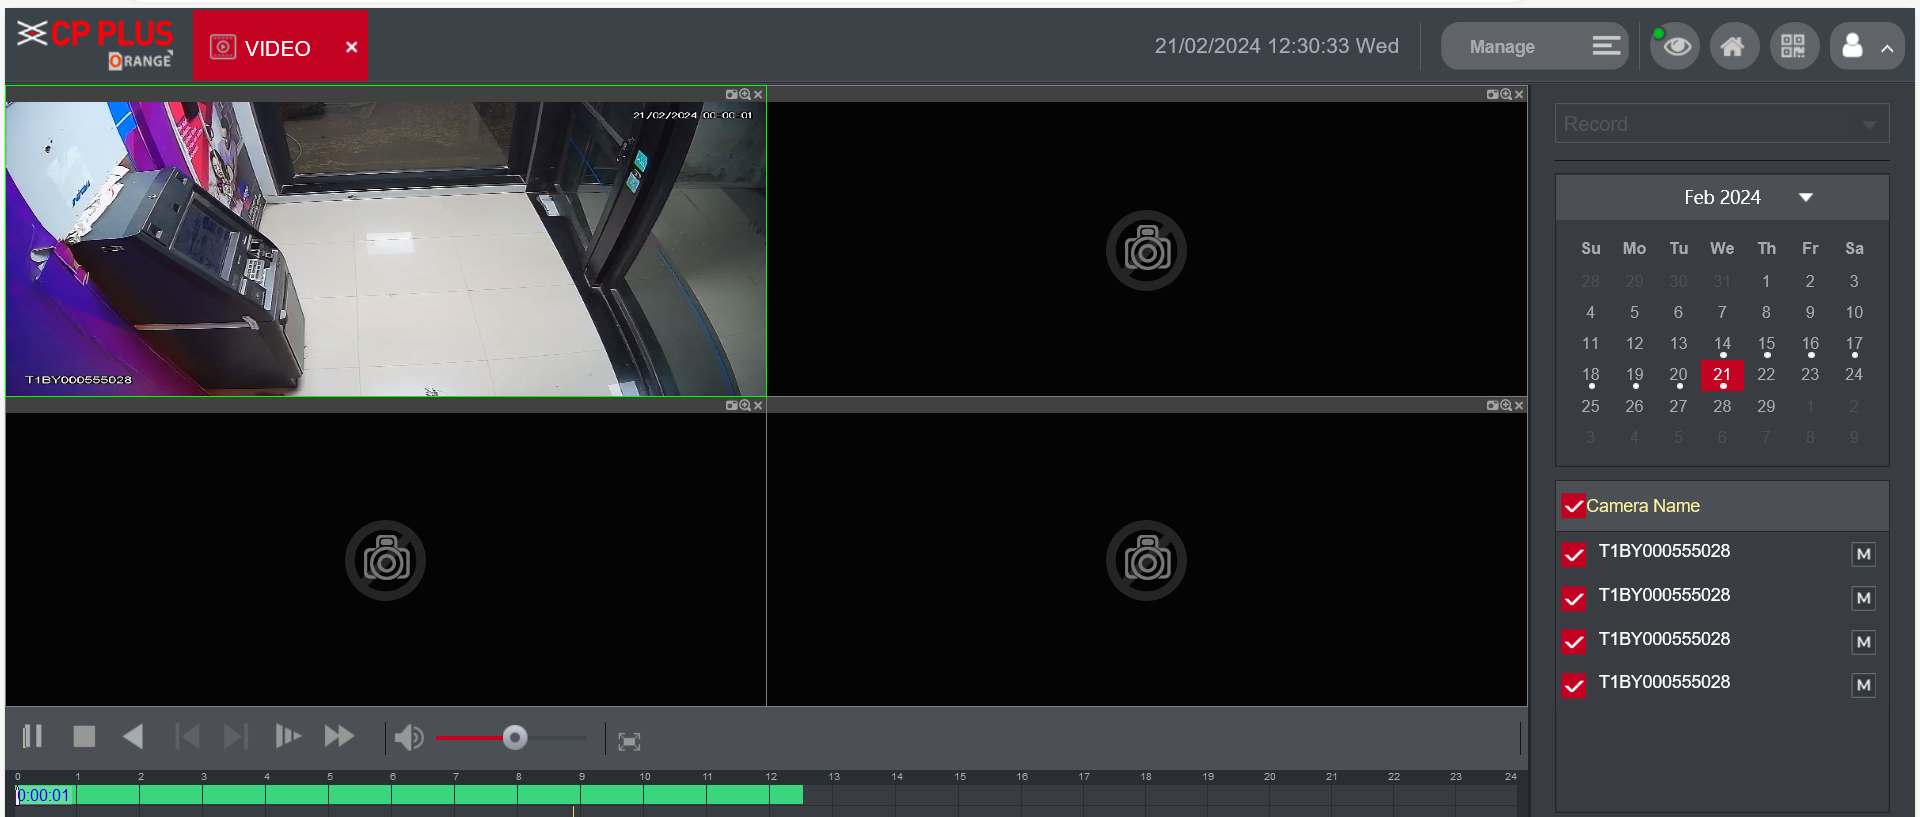 CP PLUS
ORANGE
VIDEO
21/02/2024 12:30:33 Wed
Manage
21/02/2024 00-00-01
T1BY000555028
Record
Feb 2024
Su Mo Tu We Th Fr Sa
28 29 30 31 1 2 3
4 5 6 7 8 9 10
11 12 13 14 15 16 17
18 19 20 21 22 23 24
25 26 27 28 29 1 2
3 4 5 6 7 8 9
Camera Name
T1BY000555028 M
T1BY000555028 M
T1BY000555028 M
T1BY000555028 M
0 1 2 3 4 5 6 7 8 9 10 11 12 13 14 15 16 17 18 19 20 21 22 23 24
0:00:01